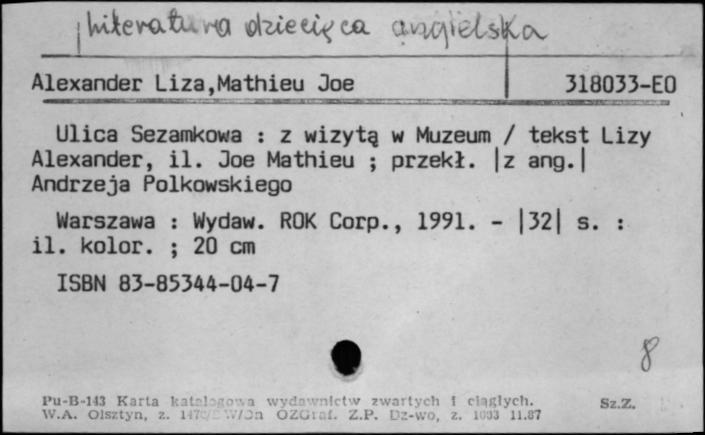 Literatura dziecięca angielska
Alexander Liza,Mathieu Joe 318033-EO
Ulica Sezamkowa : z wizytą w Muzeum / tekst Lizy
Alexander, il. Joe Mathieu ; przekł. |z ang.|
Andrzeja Polkowskiego
Warszawa : Wydaw. ROK Corp., 1991. - |32| s. :
il. kolor. ; 20 cm
ISBN 83-85344-04-7
8
Pu-B-143 Karta katalogowa wydawnictw zwartych i ciągłych. Sz.Z.
W.A. Olsztyn, z. OZGraf. Z.P. Dz-wo, z. 11.87